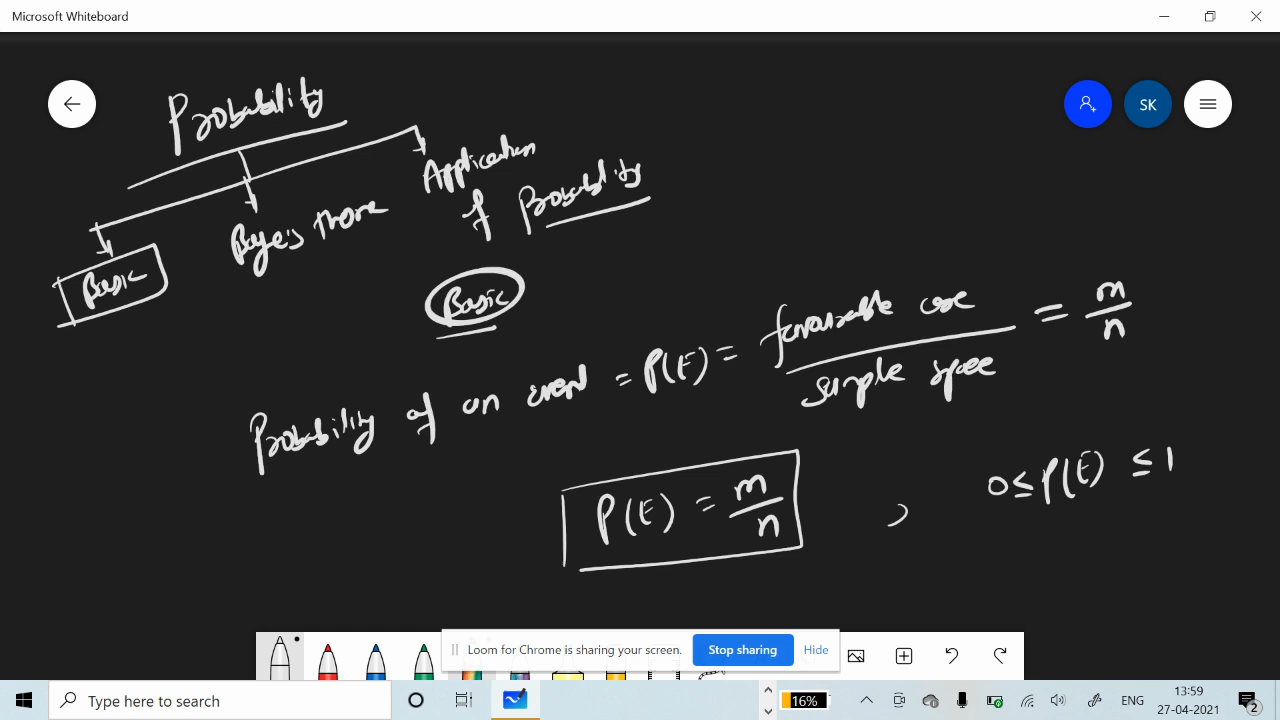 Microsoft Whiteboard
Probability
SK
Application
of Probability
Baye's
Basic
Basic
Probability of an event = P(E) = favourable case / sample space = m/n
P(E) = m/n , 0 ≤ P(E) ≤ 1
Loom for Chrome is sharing your screen. Stop sharing Hide
Type here to search
16%
ENG
13:59
27-04-2021
2